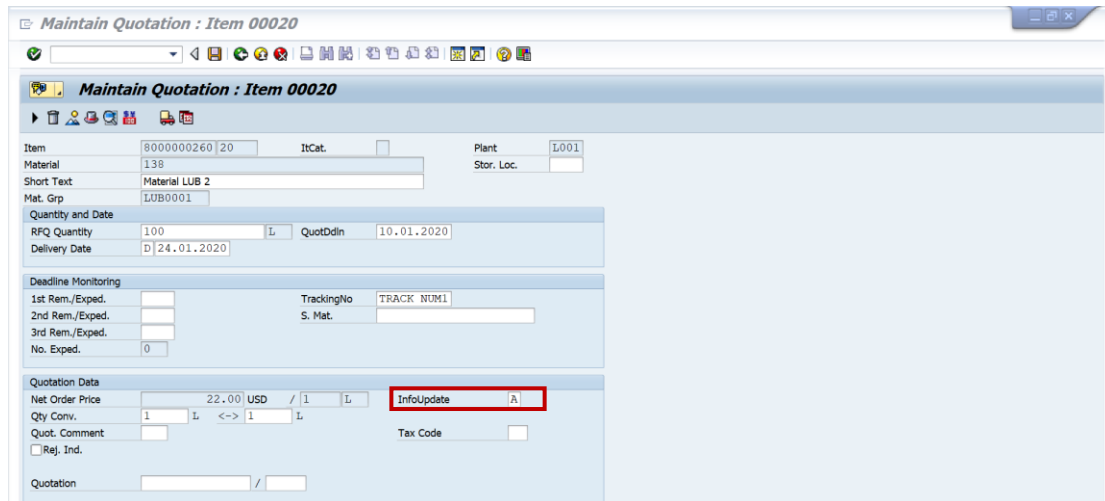 Maintain Quotation : Item 00020
Maintain Quotation : Item 00020
Item 8000000260 20 ItCat. Plant L001
Material 138 Stor. Loc.
Short Text Material LUB 2
Mat. Grp LUB0001
Quantity and Date
RFQ Quantity 100 L QuotDdln 10.01.2020
Delivery Date D 24.01.2020
Deadline Monitoring
1st Rem./Exped. TrackingNo TRACK NUM1
2nd Rem./Exped. S. Mat.
3rd Rem./Exped.
No. Exped. 0
Quotation Data
Net Order Price 22.00 USD / 1 L InfoUpdate A
Qty Conv. 1 L <-> 1 L
Quot. Comment Tax Code
Rej. Ind.
Quotation /